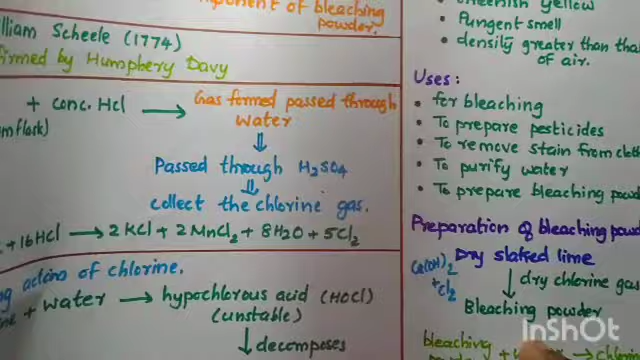 ponent of bleaching
powder.
lliam Scheele (1774)
firmed by Humphery Davy
+ conc. Hcl → Gas formed passed through
water
⇓
Passed through H2SO4
⇓
collect the chlorine gas.
+ 16HCl → 2KCl + 2MnCl2 + 8H2O + 5Cl2
of chlorine.
+ water → hypochlorous acid (HOCl)
(unstable)
↓ decomposes
greenish yellow
• Pungent smell
• density greater than tha
of air.
Uses:
• for bleaching
• To prepare pesticides
• To remove stain from cloth
• To purify water
• To prepare bleaching powd
Preparation of bleaching powd
Dry slaked lime
Ca(OH)2
+ Cl2
↓ dry chlorine gas
Bleaching powder
bleaching + → chlorin
InShOt